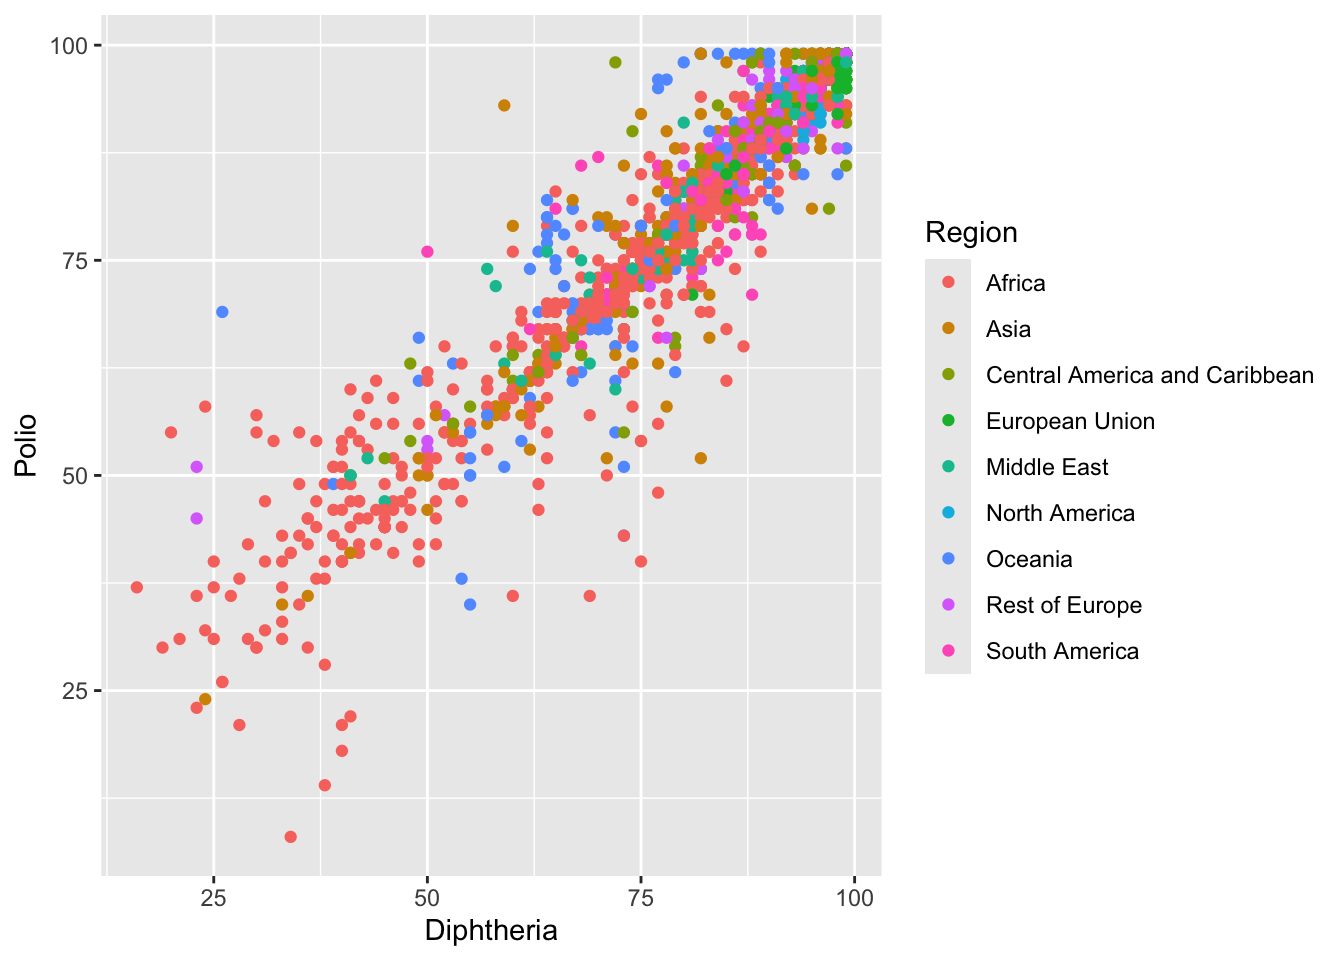 100
75
50
25
Polio
25 50 75 100
Diphtheria
Region
Africa
Asia
Central America and Caribbean
European Union
Middle East
North America
Oceania
Rest of Europe
South America